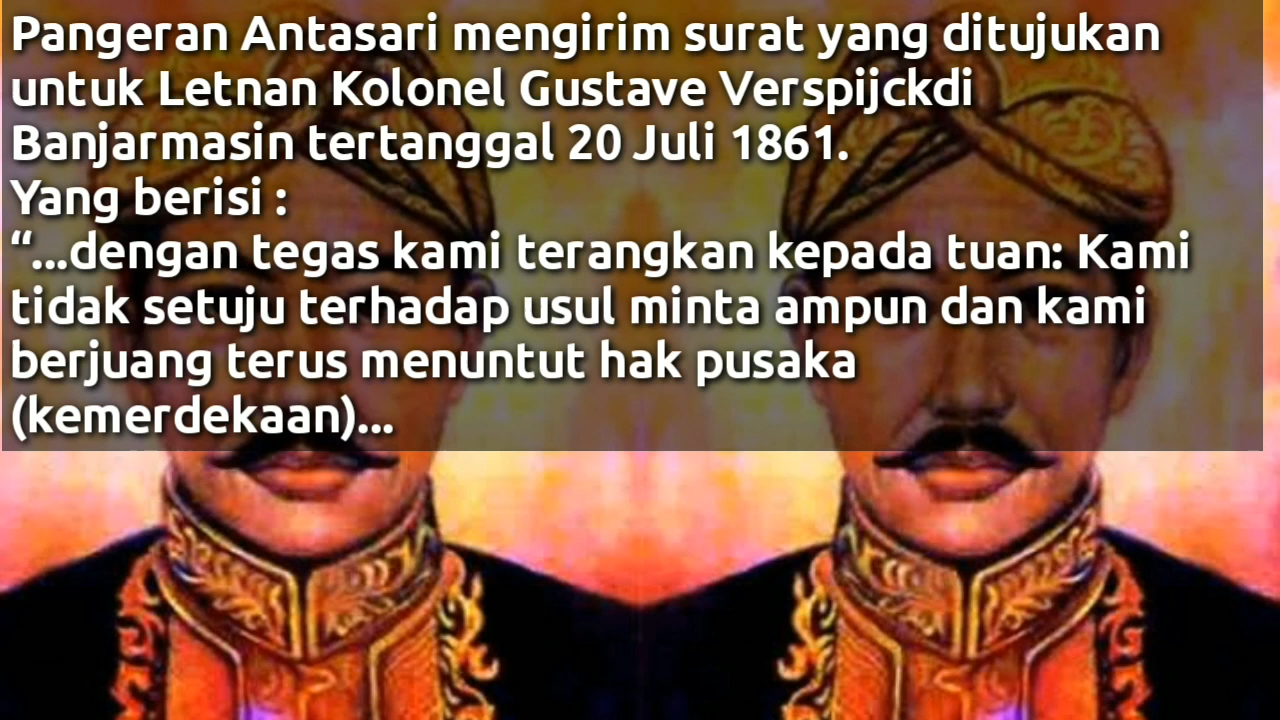 Pangeran Antasari mengirim surat yang ditujukan
untuk Letnan Kolonel Gustave Verspijckdi
Banjarmasin tertanggal 20 Juli 1861.
Yang berisi :
“...dengan tegas kami terangkan kepada tuan: Kami
tidak setuju terhadap usul minta ampun dan kami
berjuang terus menuntut hak pusaka
(kemerdekaan)...